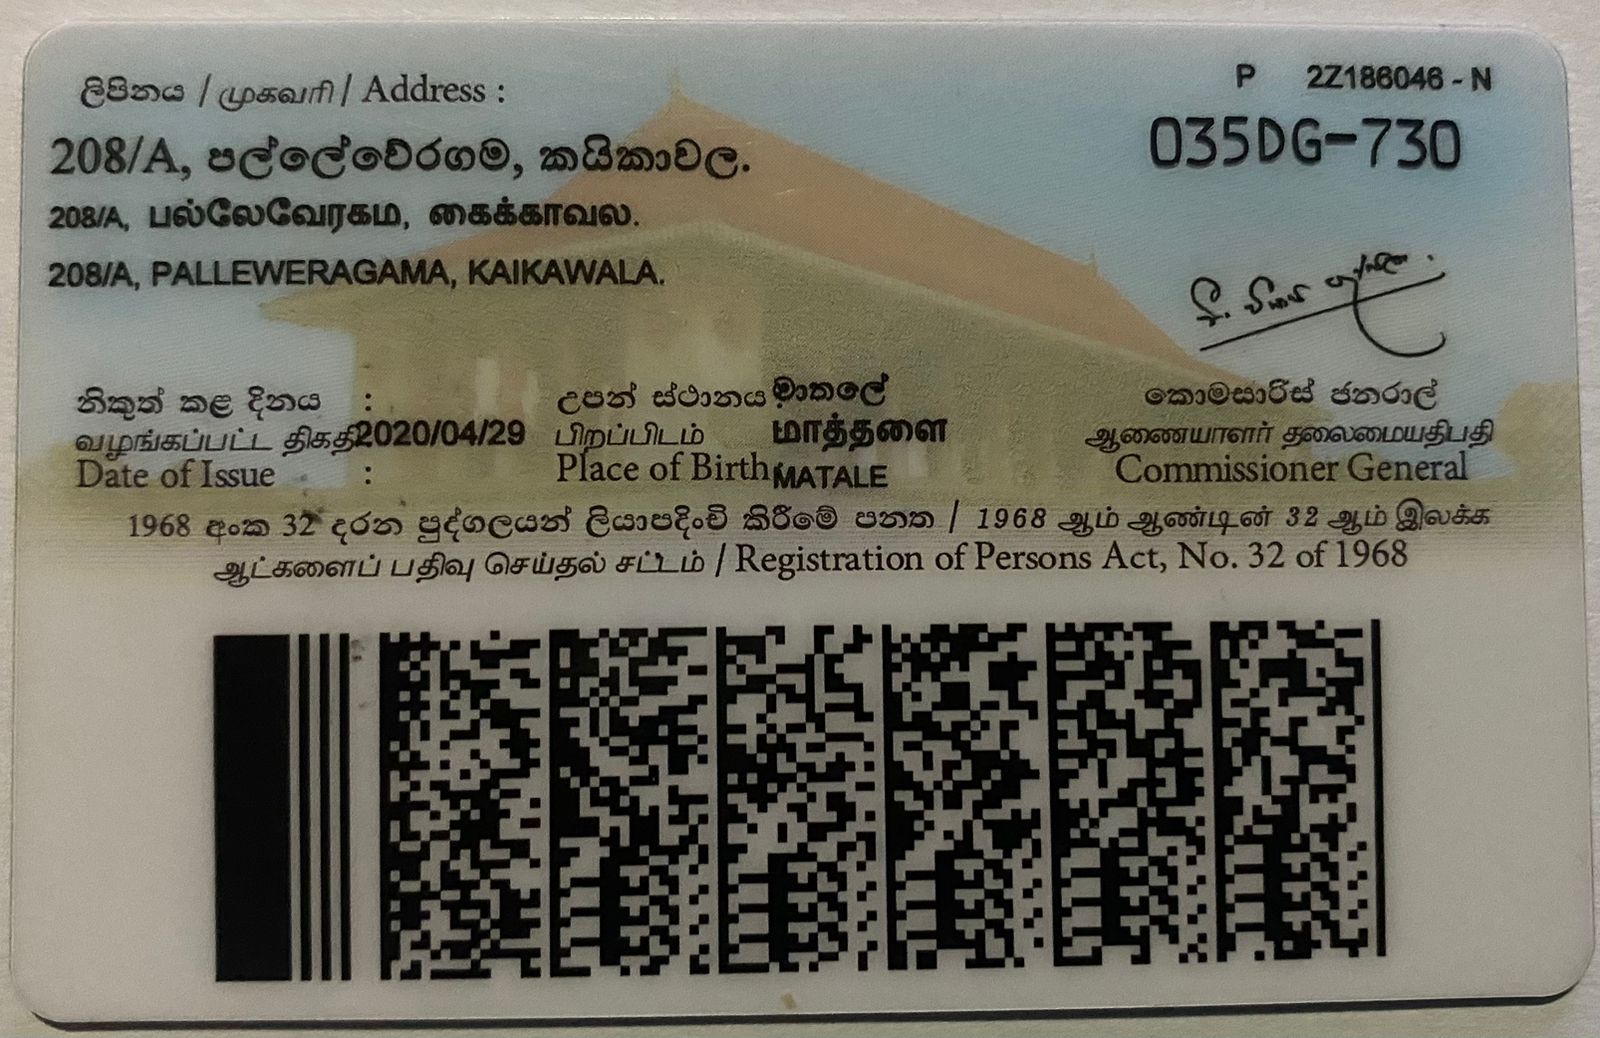 ලිපිනය / முகவரி / Address :
P 2Z186046 - N
035DG-730
208/A, පල්ලේවේරගම, කයිකාවල.
208/A, பல்லேவேரகம, கைக்காவல.
208/A, PALLEWERAGAMA, KAIKAWALA.
නිකුත් කළ දිනය :
வழங்கப்பட்ட திகதி 2020/04/29
Date of Issue :
උපන් ස්ථානය : මාතලේ
பிறப்பிடம் மாத்தளை
Place of Birth : MATALE
කොමසාරිස් ජනරාල්
ஆணையாளர் தலைமையதிபதி
Commissioner General
1968 අංක 32 දරන පුද්ගලයන් ලියාපදිංචි කිරීමේ පනත / 1968 ஆம் ஆண்டின் 32 ஆம் இலக்க
ஆட்களைப் பதிவு செய்தல் சட்டம் / Registration of Persons Act, No. 32 of 1968